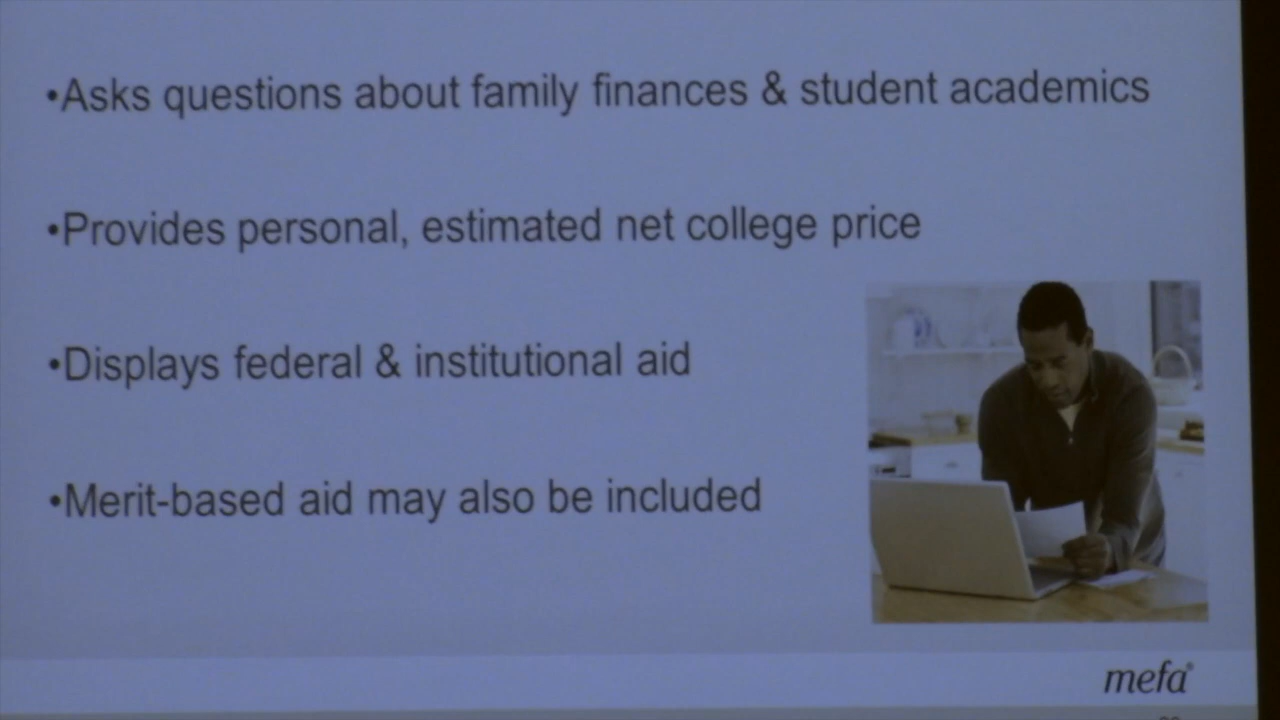 •Asks questions about family finances & student academics
•Provides personal, estimated net college price
•Displays federal & institutional aid
•Merit-based aid may also be included
mefa®